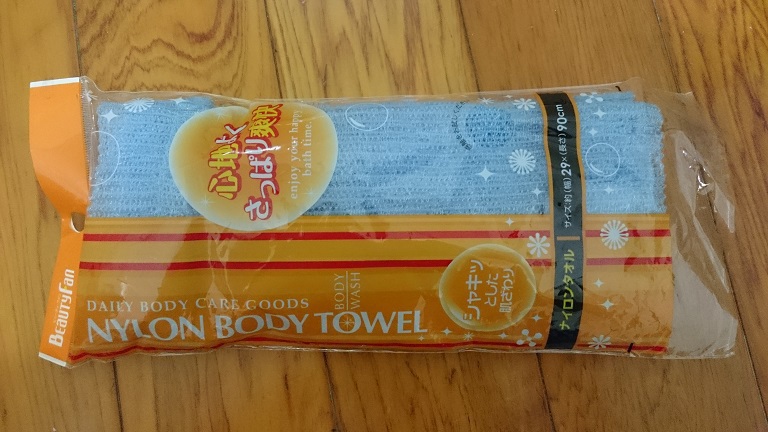 心地よく
さっぱり爽快
enjoy your happy
bath time.
BeautyFan
DAILY BODY CARE GOODS
NYLON BODY TOWEL
BODY
WASH
シャキッ
とした
肌ざわり
ナイロンタオル
サイズ:約(幅)29×(長さ)90cm